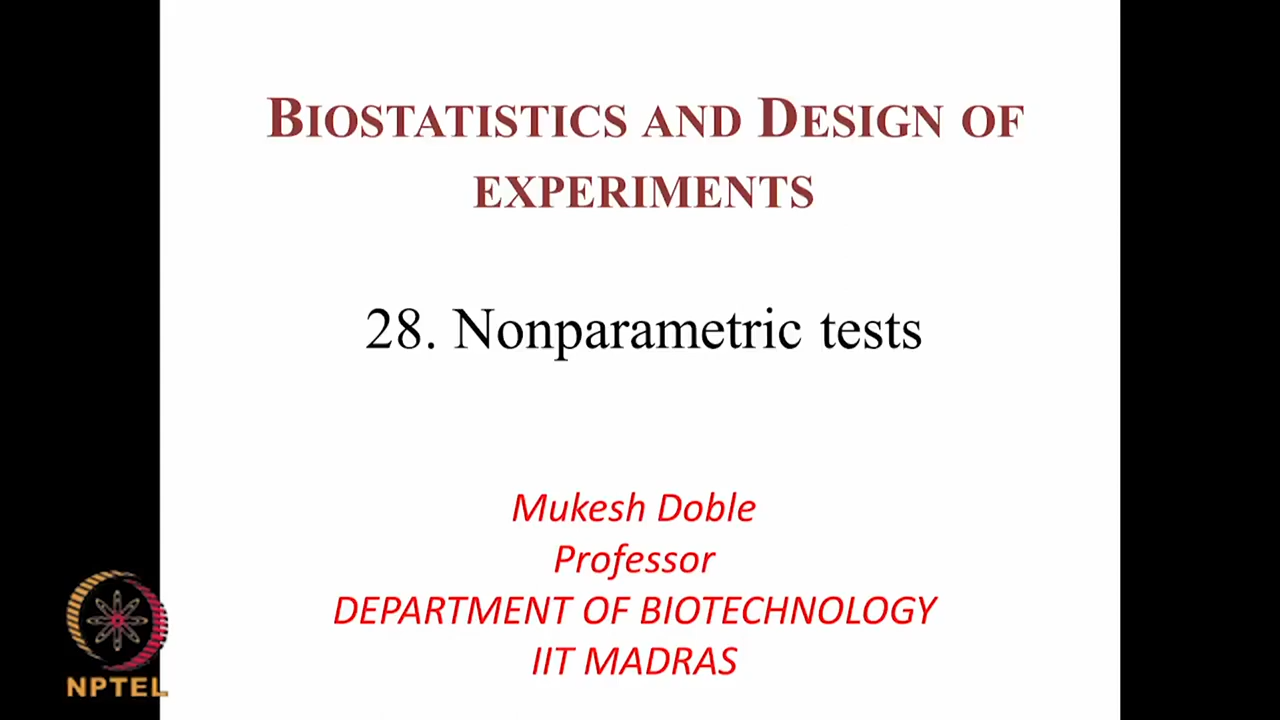 BIOSTATISTICS AND DESIGN OF
EXPERIMENTS
28. Nonparametric tests
Mukesh Doble
Professor
DEPARTMENT OF BIOTECHNOLOGY
IIT MADRAS
NPTEL